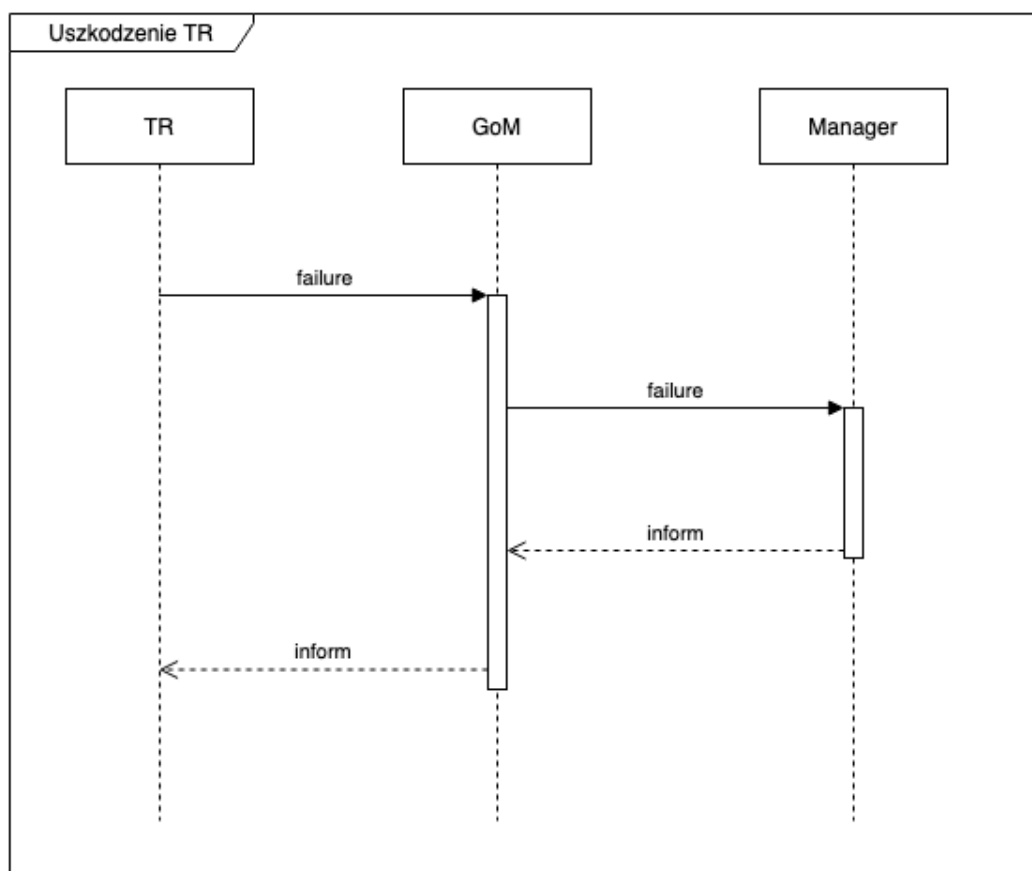 Uszkodzenie TR
TR
GoM
Manager
failure
failure
inform
inform